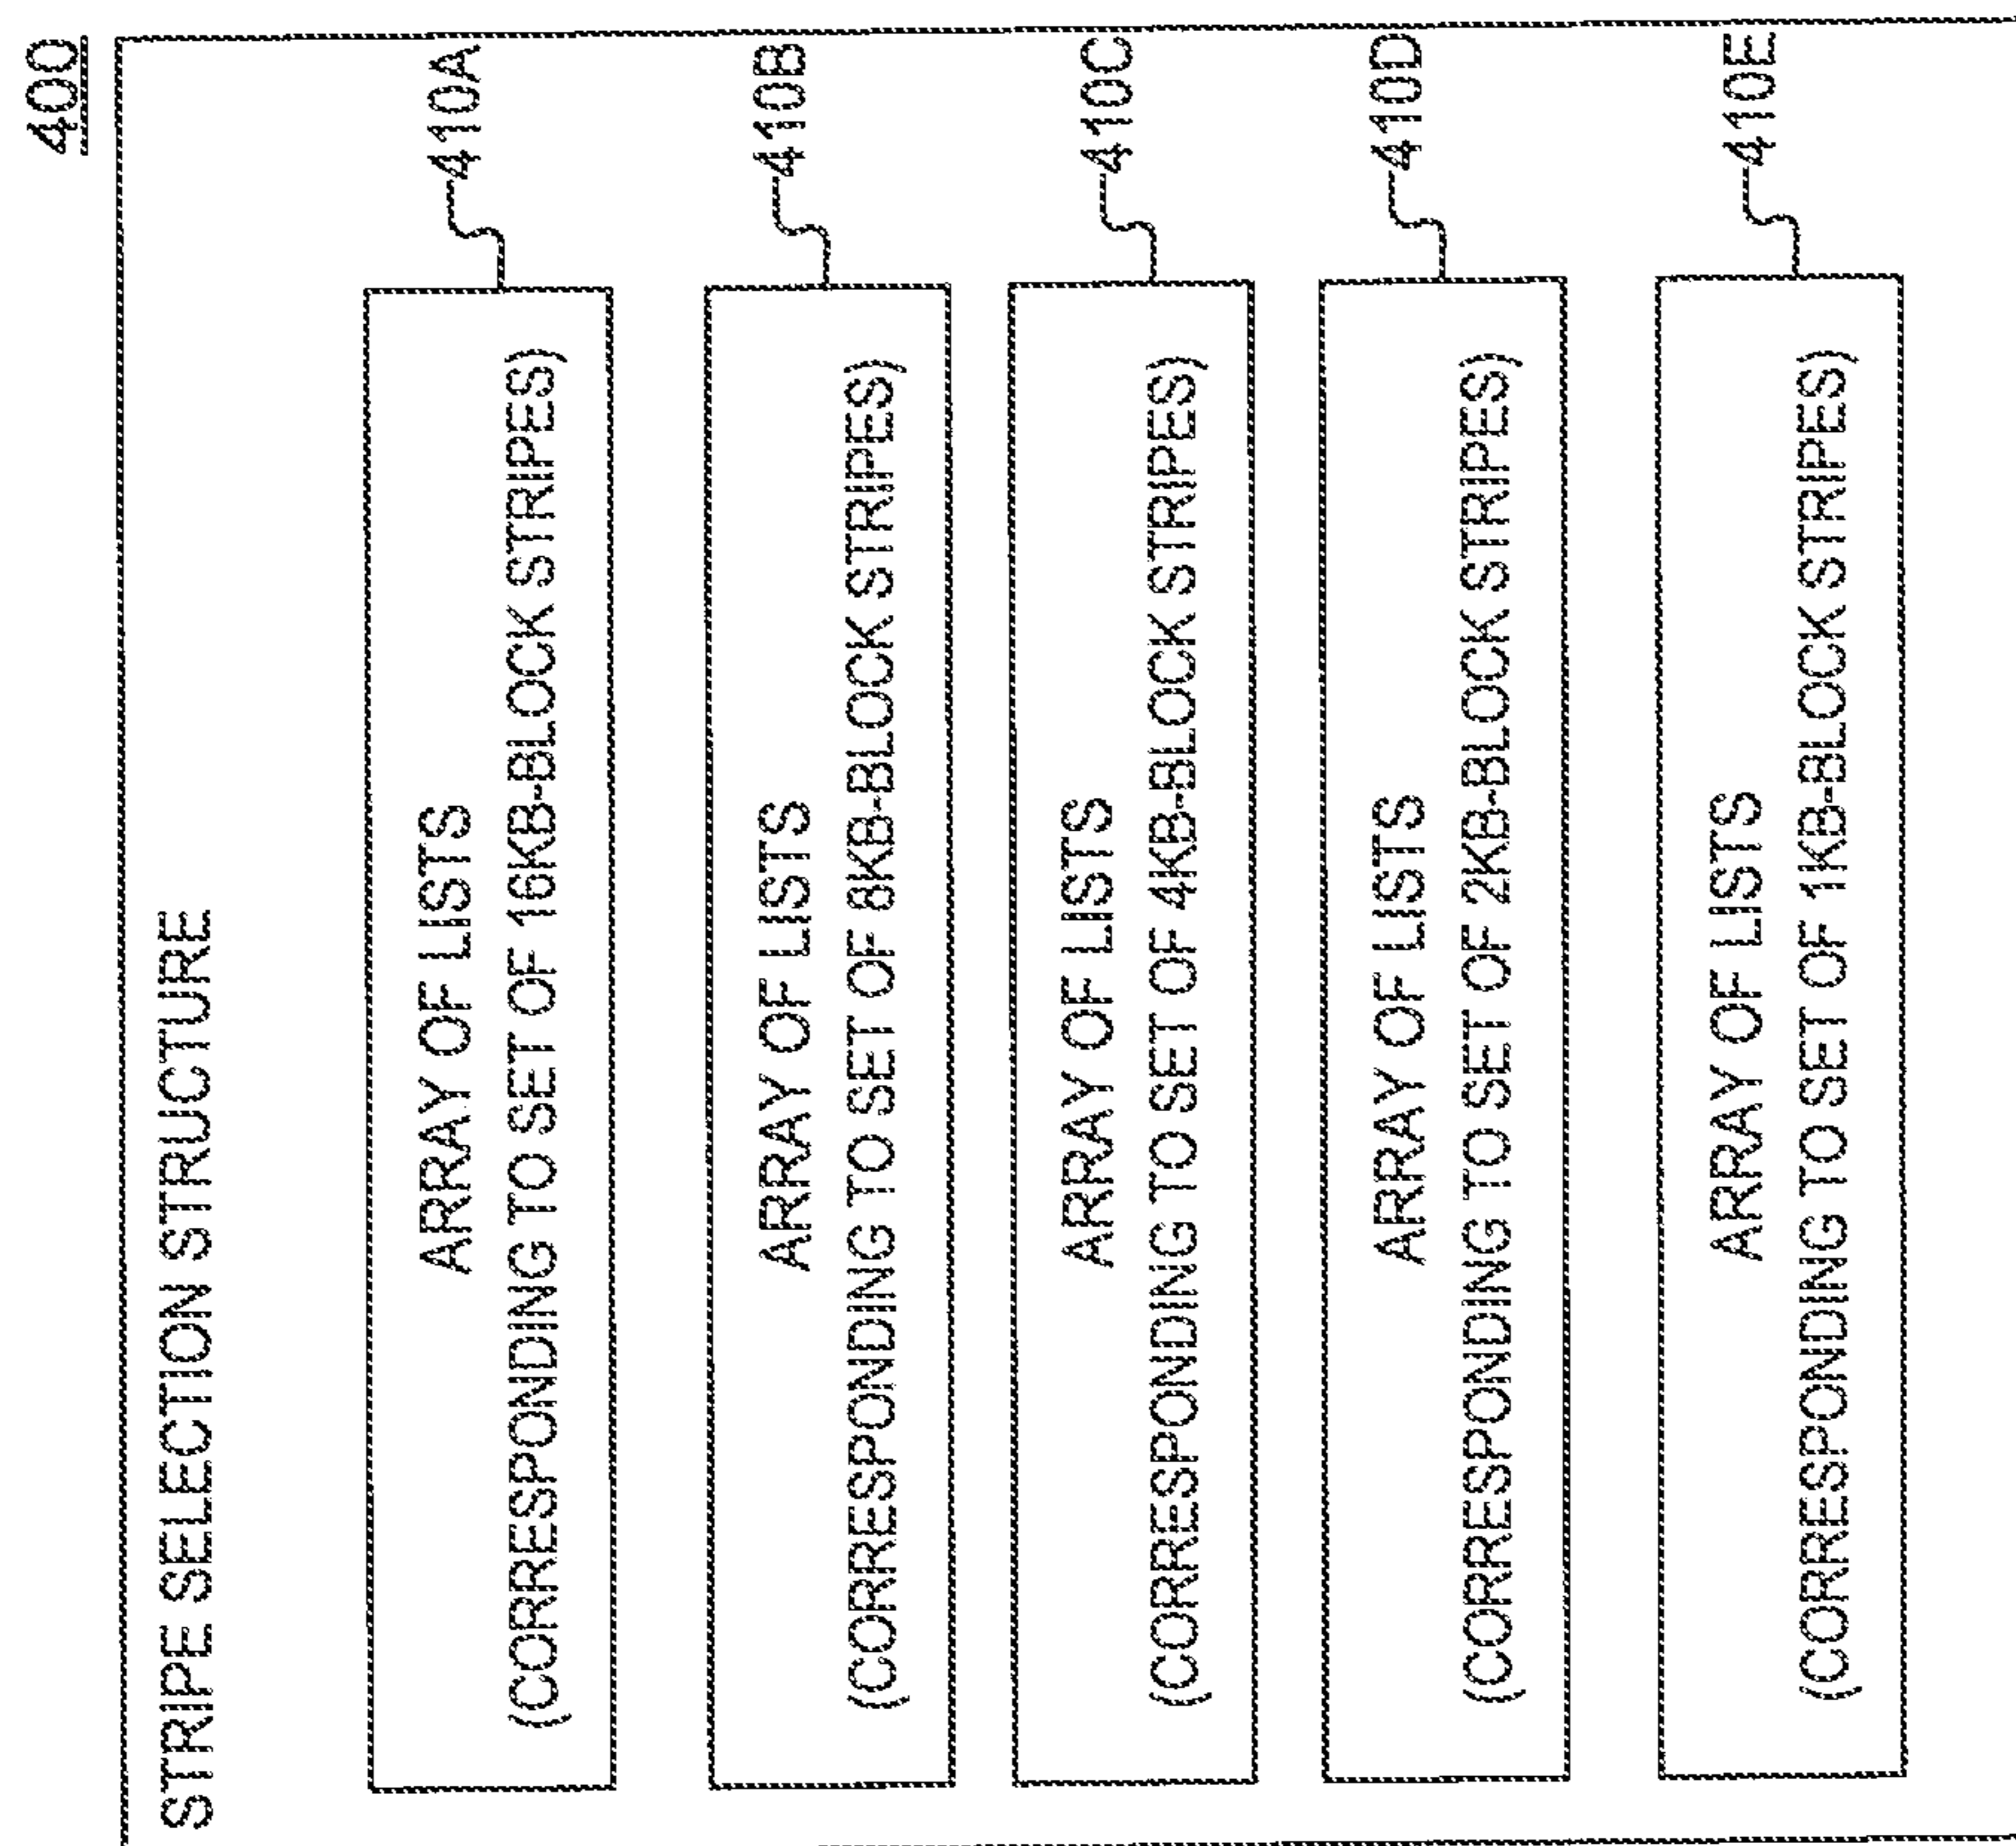 400
STRIPE SELECTION STRUCTURE
410A
ARRAY OF LISTS
(CORRESPONDING TO SET OF 16KB-BLOCK STRIPES)
410B
ARRAY OF LISTS
(CORRESPONDING TO SET OF 8KB-BLOCK STRIPES)
410C
ARRAY OF LISTS
(CORRESPONDING TO SET OF 4KB-BLOCK STRIPES)
410D
ARRAY OF LISTS
(CORRESPONDING TO SET OF 2KB-BLOCK STRIPES)
410E
ARRAY OF LISTS
(CORRESPONDING TO SET OF 1KB-BLOCK STRIPES)